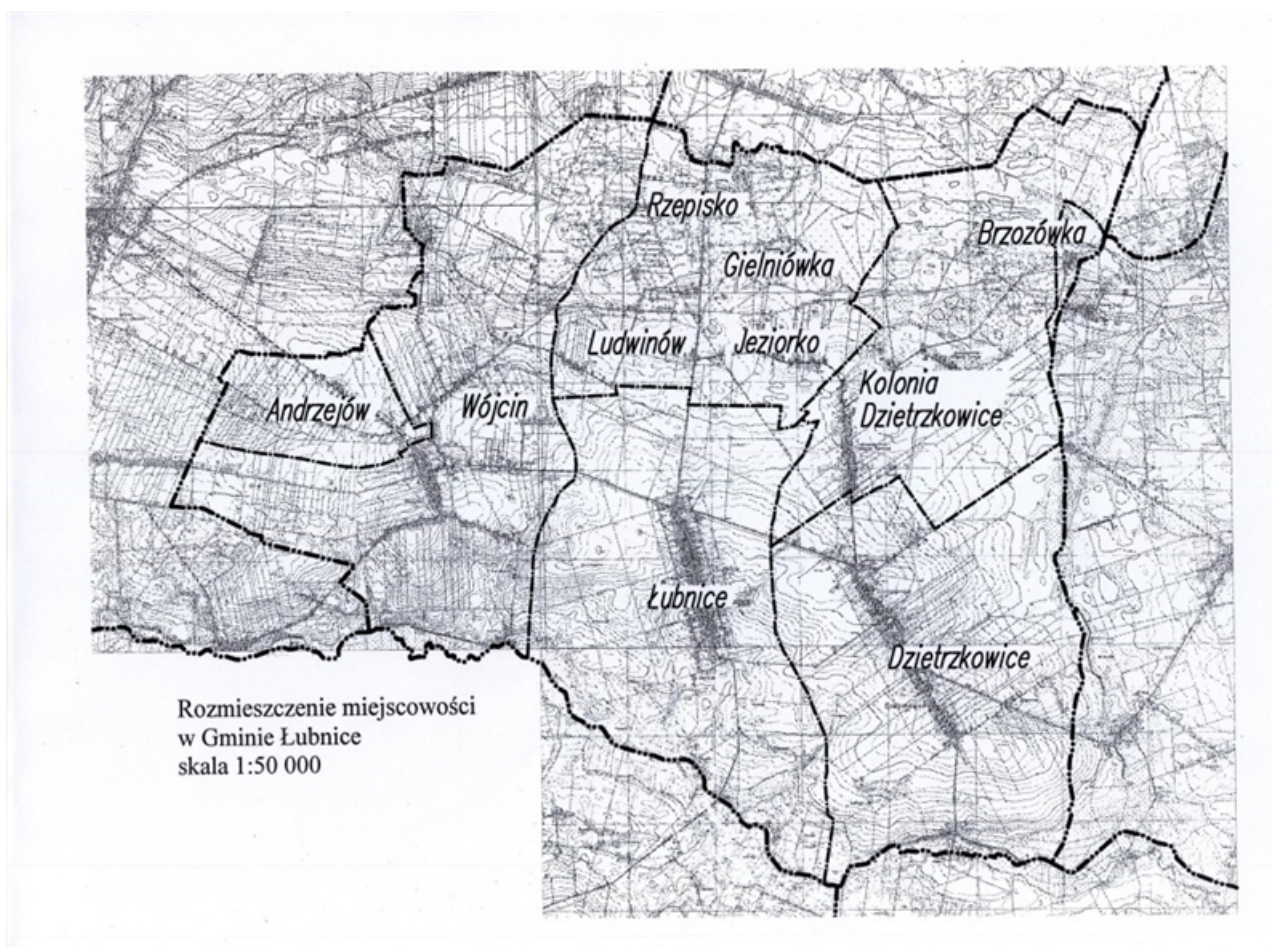 Rzepisko
Brzozówka
Gielniówka
Ludwinów
Jeziorko
Kolonia
Dzietrzkowice
Andrzejów
Wójcin
Łubnice
Dzietrzkowice
Rozmieszczenie miejscowości
w Gminie Łubnice
skala 1:50 000